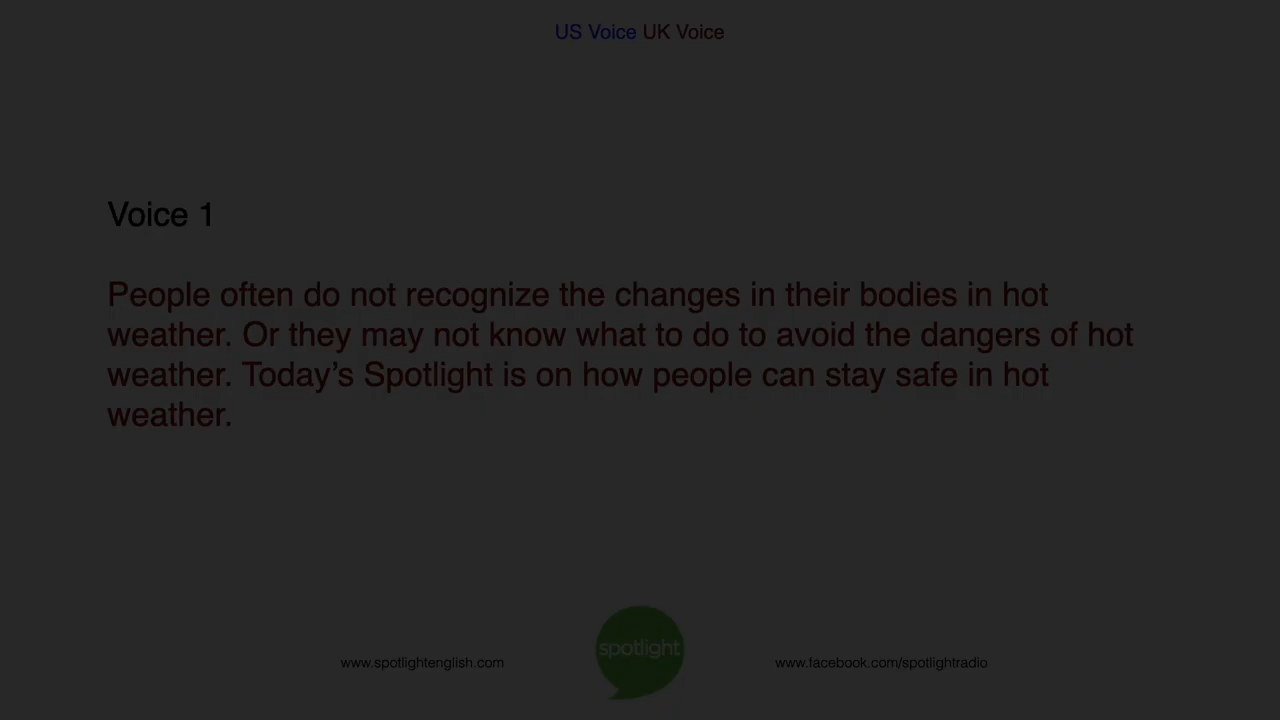 US Voice UK Voice
Voice 1
People often do not recognize the changes in their bodies in hot
weather. Or they may not know what to do to avoid the dangers of hot
weather. Today’s Spotlight is on how people can stay safe in hot
weather.
spotlight
www.spotlightenglish.com
www.facebook.com/spotlightradio